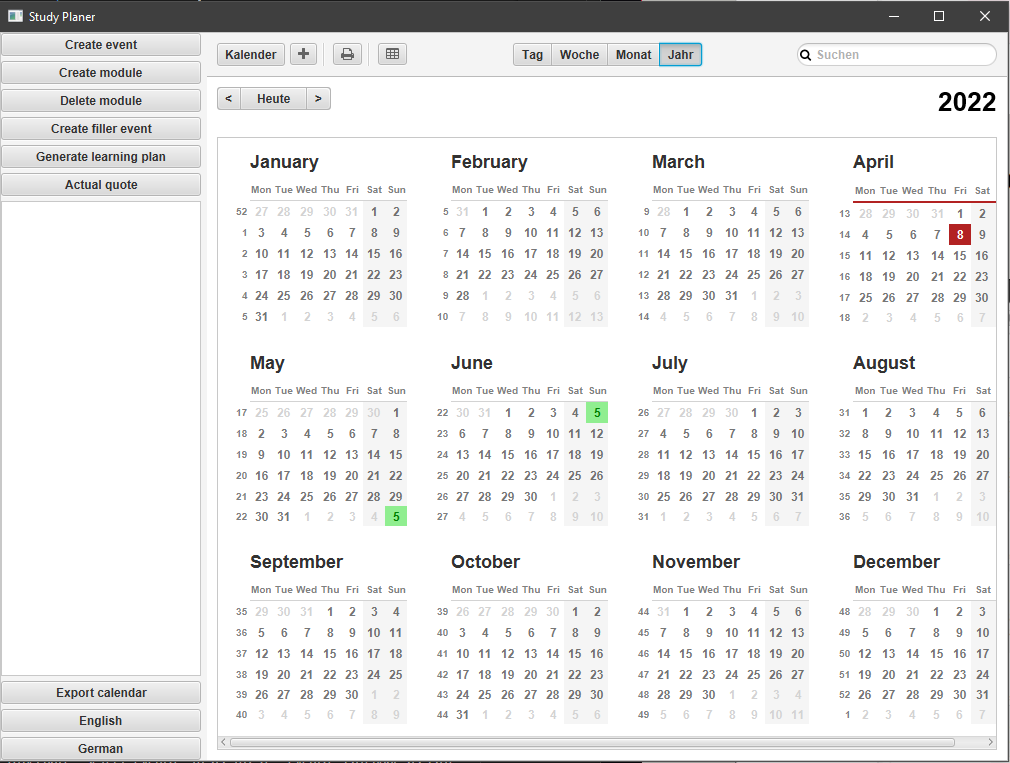 Study Planer
Create event
Create module
Delete module
Create filler event
Generate learning plan
Actual quote
Export calendar
English
German
Kalender + Tag Woche Monat Jahr Suchen
< Heute > 2022
January
Mon Tue Wed Thu Fri Sat Sun
52 27 28 29 30 31 1 2
1 3 4 5 6 7 8 9
2 10 11 12 13 14 15 16
3 17 18 19 20 21 22 23
4 24 25 26 27 28 29 30
5 31 1 2 3 4 5 6
February
Mon Tue Wed Thu Fri Sat Sun
5 31 1 2 3 4 5 6
6 7 8 9 10 11 12 13
7 14 15 16 17 18 19 20
8 21 22 23 24 25 26 27
9 28 1 2 3 4 5 6
10 7 8 9 10 11 12 13
March
Mon Tue Wed Thu Fri Sat Sun
9 28 1 2 3 4 5 6
10 7 8 9 10 11 12 13
11 14 15 16 17 18 19 20
12 21 22 23 24 25 26 27
13 28 29 30 31 1 2 3
14 4 5 6 7 8 9 10
April
Mon Tue Wed Thu Fri Sat
13 28 29 30 31 1 2
14 4 5 6 7 8 9
15 11 12 13 14 15 16
16 18 19 20 21 22 23
17 25 26 27 28 29 30
18 2 3 4 5 6 7
May
Mon Tue Wed Thu Fri Sat Sun
17 25 26 27 28 29 30 1
18 2 3 4 5 6 7 8
19 9 10 11 12 13 14 15
20 16 17 18 19 20 21 22
21 23 24 25 26 27 28 29
22 30 31 1 2 3 4 5
June
Mon Tue Wed Thu Fri Sat Sun
22 30 31 1 2 3 4 5
23 6 7 8 9 10 11 12
24 13 14 15 16 17 18 19
25 20 21 22 23 24 25 26
26 27 28 29 30 1 2 3
27 4 5 6 7 8 9 10
July
Mon Tue Wed Thu Fri Sat Sun
26 27 28 29 30 1 2 3
27 4 5 6 7 8 9 10
28 11 12 13 14 15 16 17
29 18 19 20 21 22 23 24
30 25 26 27 28 29 30 31
31 1 2 3 4 5 6 7
August
Mon Tue Wed Thu Fri Sat
31 1 2 3 4 5 6
32 8 9 10 11 12 13
33 15 16 17 18 19 20
34 22 23 24 25 26 27
35 29 30 31 1 2 3
36 5 6 7 8 9 10
September
Mon Tue Wed Thu Fri Sat Sun
35 29 30 31 1 2 3 4
36 5 6 7 8 9 10 11
37 12 13 14 15 16 17 18
38 19 20 21 22 23 24 25
39 26 27 28 29 30 1 2
40 3 4 5 6 7 8 9
October
Mon Tue Wed Thu Fri Sat Sun
39 26 27 28 29 30 1 2
40 3 4 5 6 7 8 9
41 10 11 12 13 14 15 16
42 17 18 19 20 21 22 23
43 24 25 26 27 28 29 30
44 31 1 2 3 4 5 6
November
Mon Tue Wed Thu Fri Sat Sun
44 31 1 2 3 4 5 6
45 7 8 9 10 11 12 13
46 14 15 16 17 18 19 20
47 21 22 23 24 25 26 27
48 28 29 30 1 2 3 4
49 5 6 7 8 9 10 11
December
Mon Tue Wed Thu Fri Sat
48 28 29 30 1 2 3
49 5 6 7 8 9 10
50 12 13 14 15 16 17
51 19 20 21 22 23 24
52 26 27 28 29 30 31
1 2 3 4 5 6 7